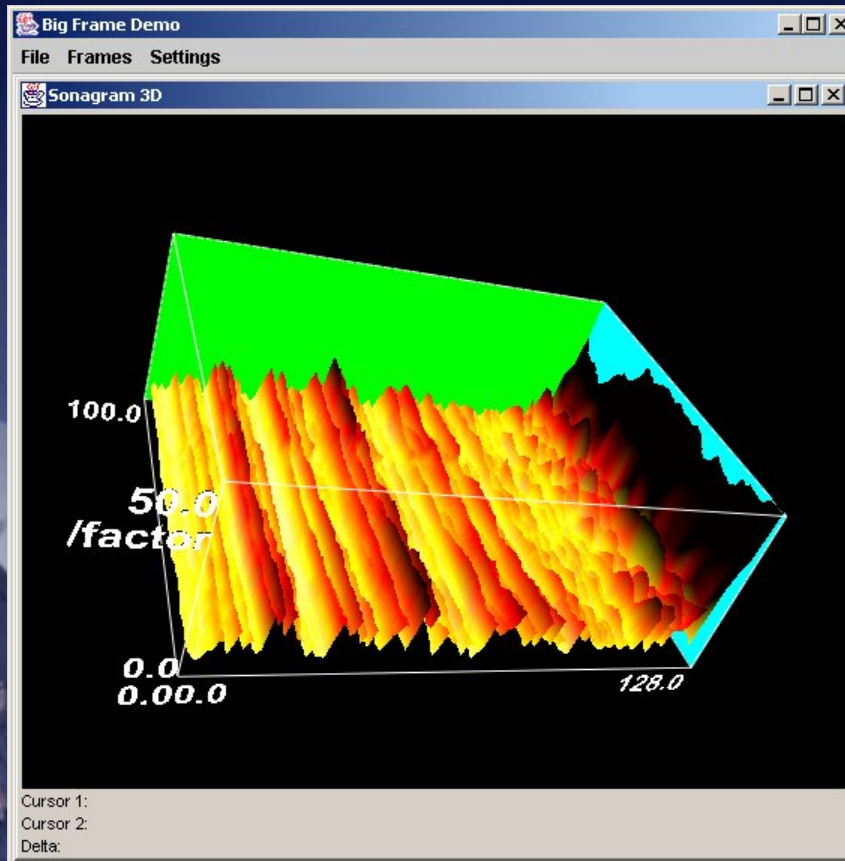 Big Frame Demo
File Frames Settings
Sonagram 3D
100.0
50.0
/factor
0.0
0.00.0
128.0
Cursor 1:
Cursor 2:
Delta: